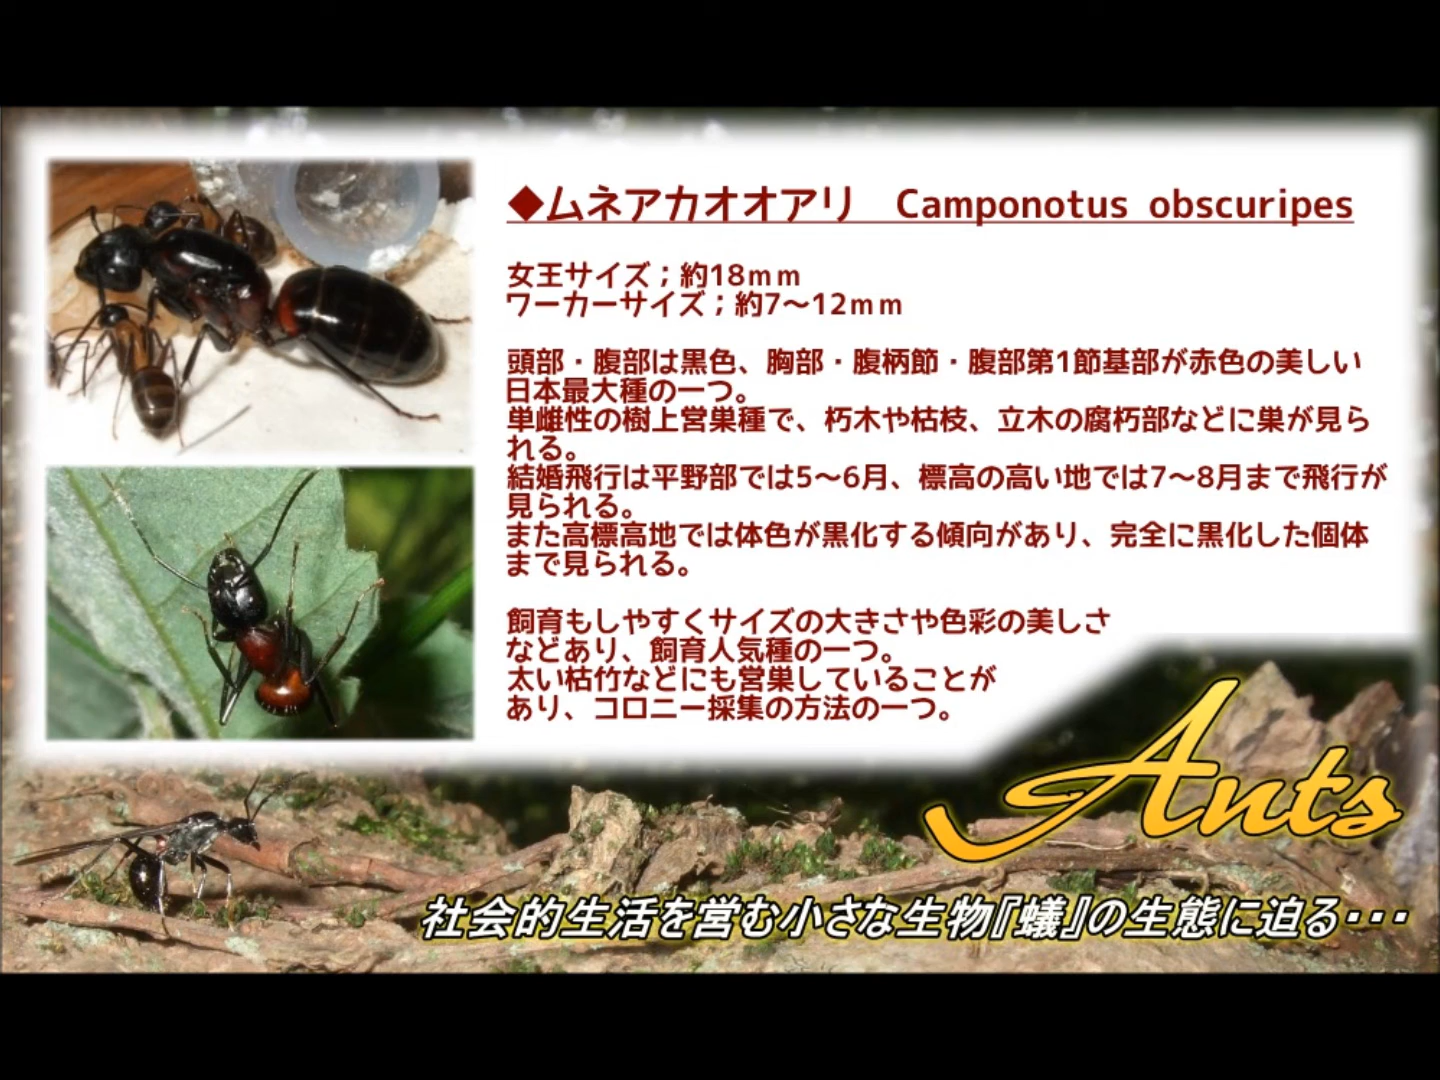 ◆ムネアカオオアリ　Camponotus obscuripes
女王サイズ；約18ｍｍ
ワーカーサイズ；約7～12ｍｍ
頭部・腹部は黒色、胸部・腹柄節・腹部第1節基部が赤色の美しい
日本最大種の一つ。
単雌性の樹上営巣種で、朽木や枯枝、立木の腐朽部などに巣が見ら
れる。
結婚飛行は平野部では5～6月、標高の高い地では7～8月まで飛行が
見られる。
また高標高地では体色が黒化する傾向があり、完全に黒化した個体
まで見られる。
飼育もしやすくサイズの大きさや色彩の美しさ
などあり、飼育人気種の一つ。
太い枯竹などにも営巣していることが
あり、コロニー採集の方法の一つ。
Ants
社会的生活を営む小さな生物『蟻』の生態に迫る・・・